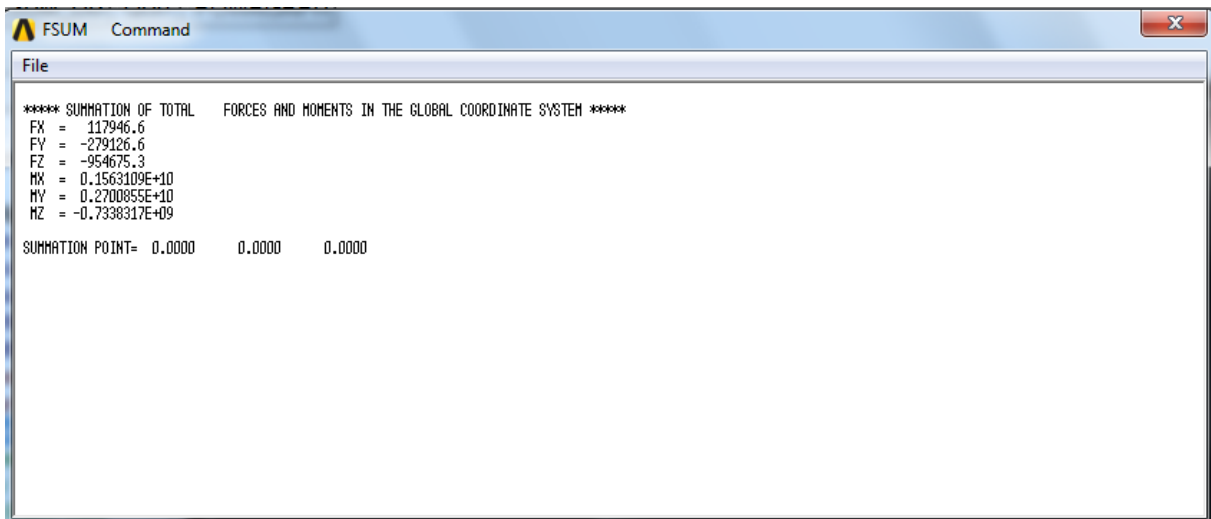 FSUM Command
File
***** SUMMATION OF TOTAL FORCES AND MOMENTS IN THE GLOBAL COORDINATE SYSTEM *****
FX = 117946.6
FY = -279126.6
FZ = -954675.3
MX = 0.1563109E+10
MY = 0.2700855E+10
MZ = -0.7338317E+09
SUMMATION POINT= 0.0000 0.0000 0.0000